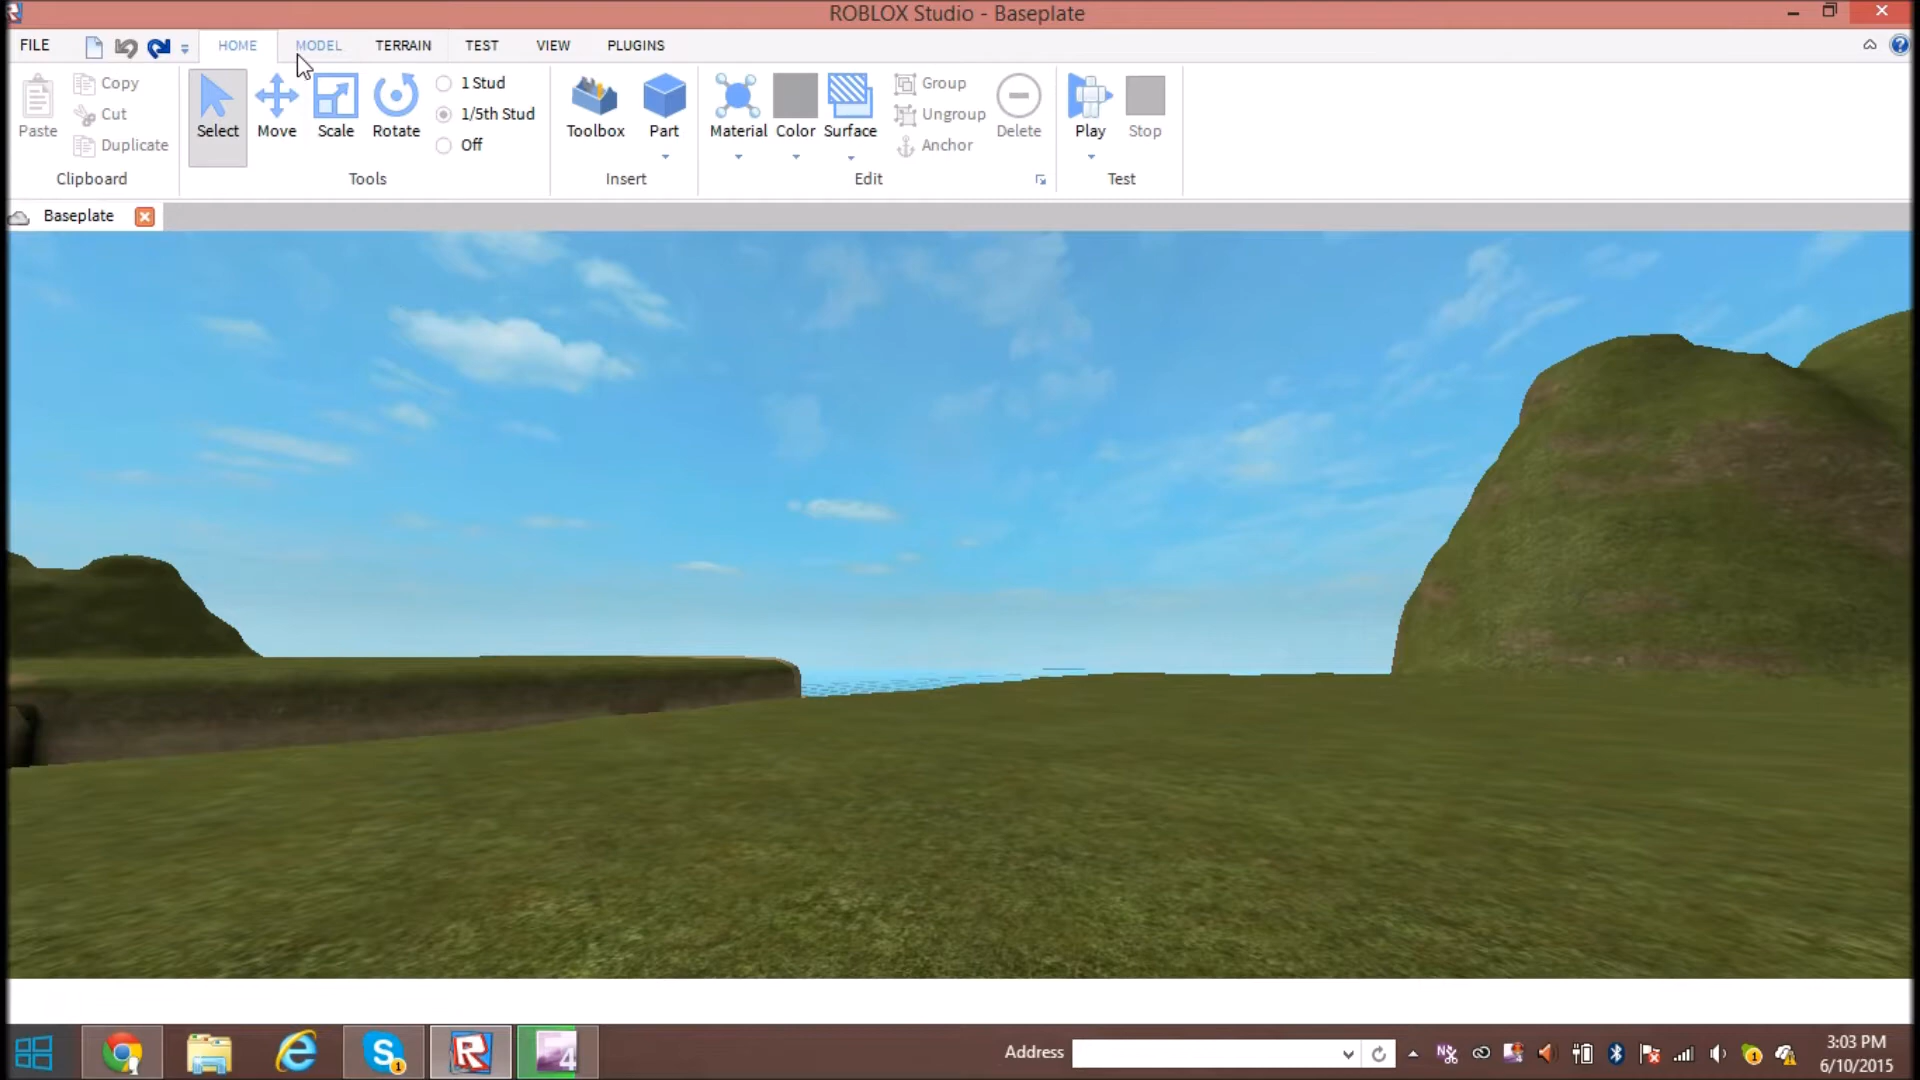 ROBLOX Studio - Baseplate
FILE HOME MODEL TERRAIN TEST VIEW PLUGINS
Paste Copy Cut Duplicate
Clipboard
Select Move Scale Rotate
1 Stud
1/5th Stud
Off
Tools
Toolbox Part
Insert
Material Color Surface
Group
Ungroup
Anchor
Delete
Edit
Play Stop
Test
Baseplate
Address
3:03 PM
6/10/2015